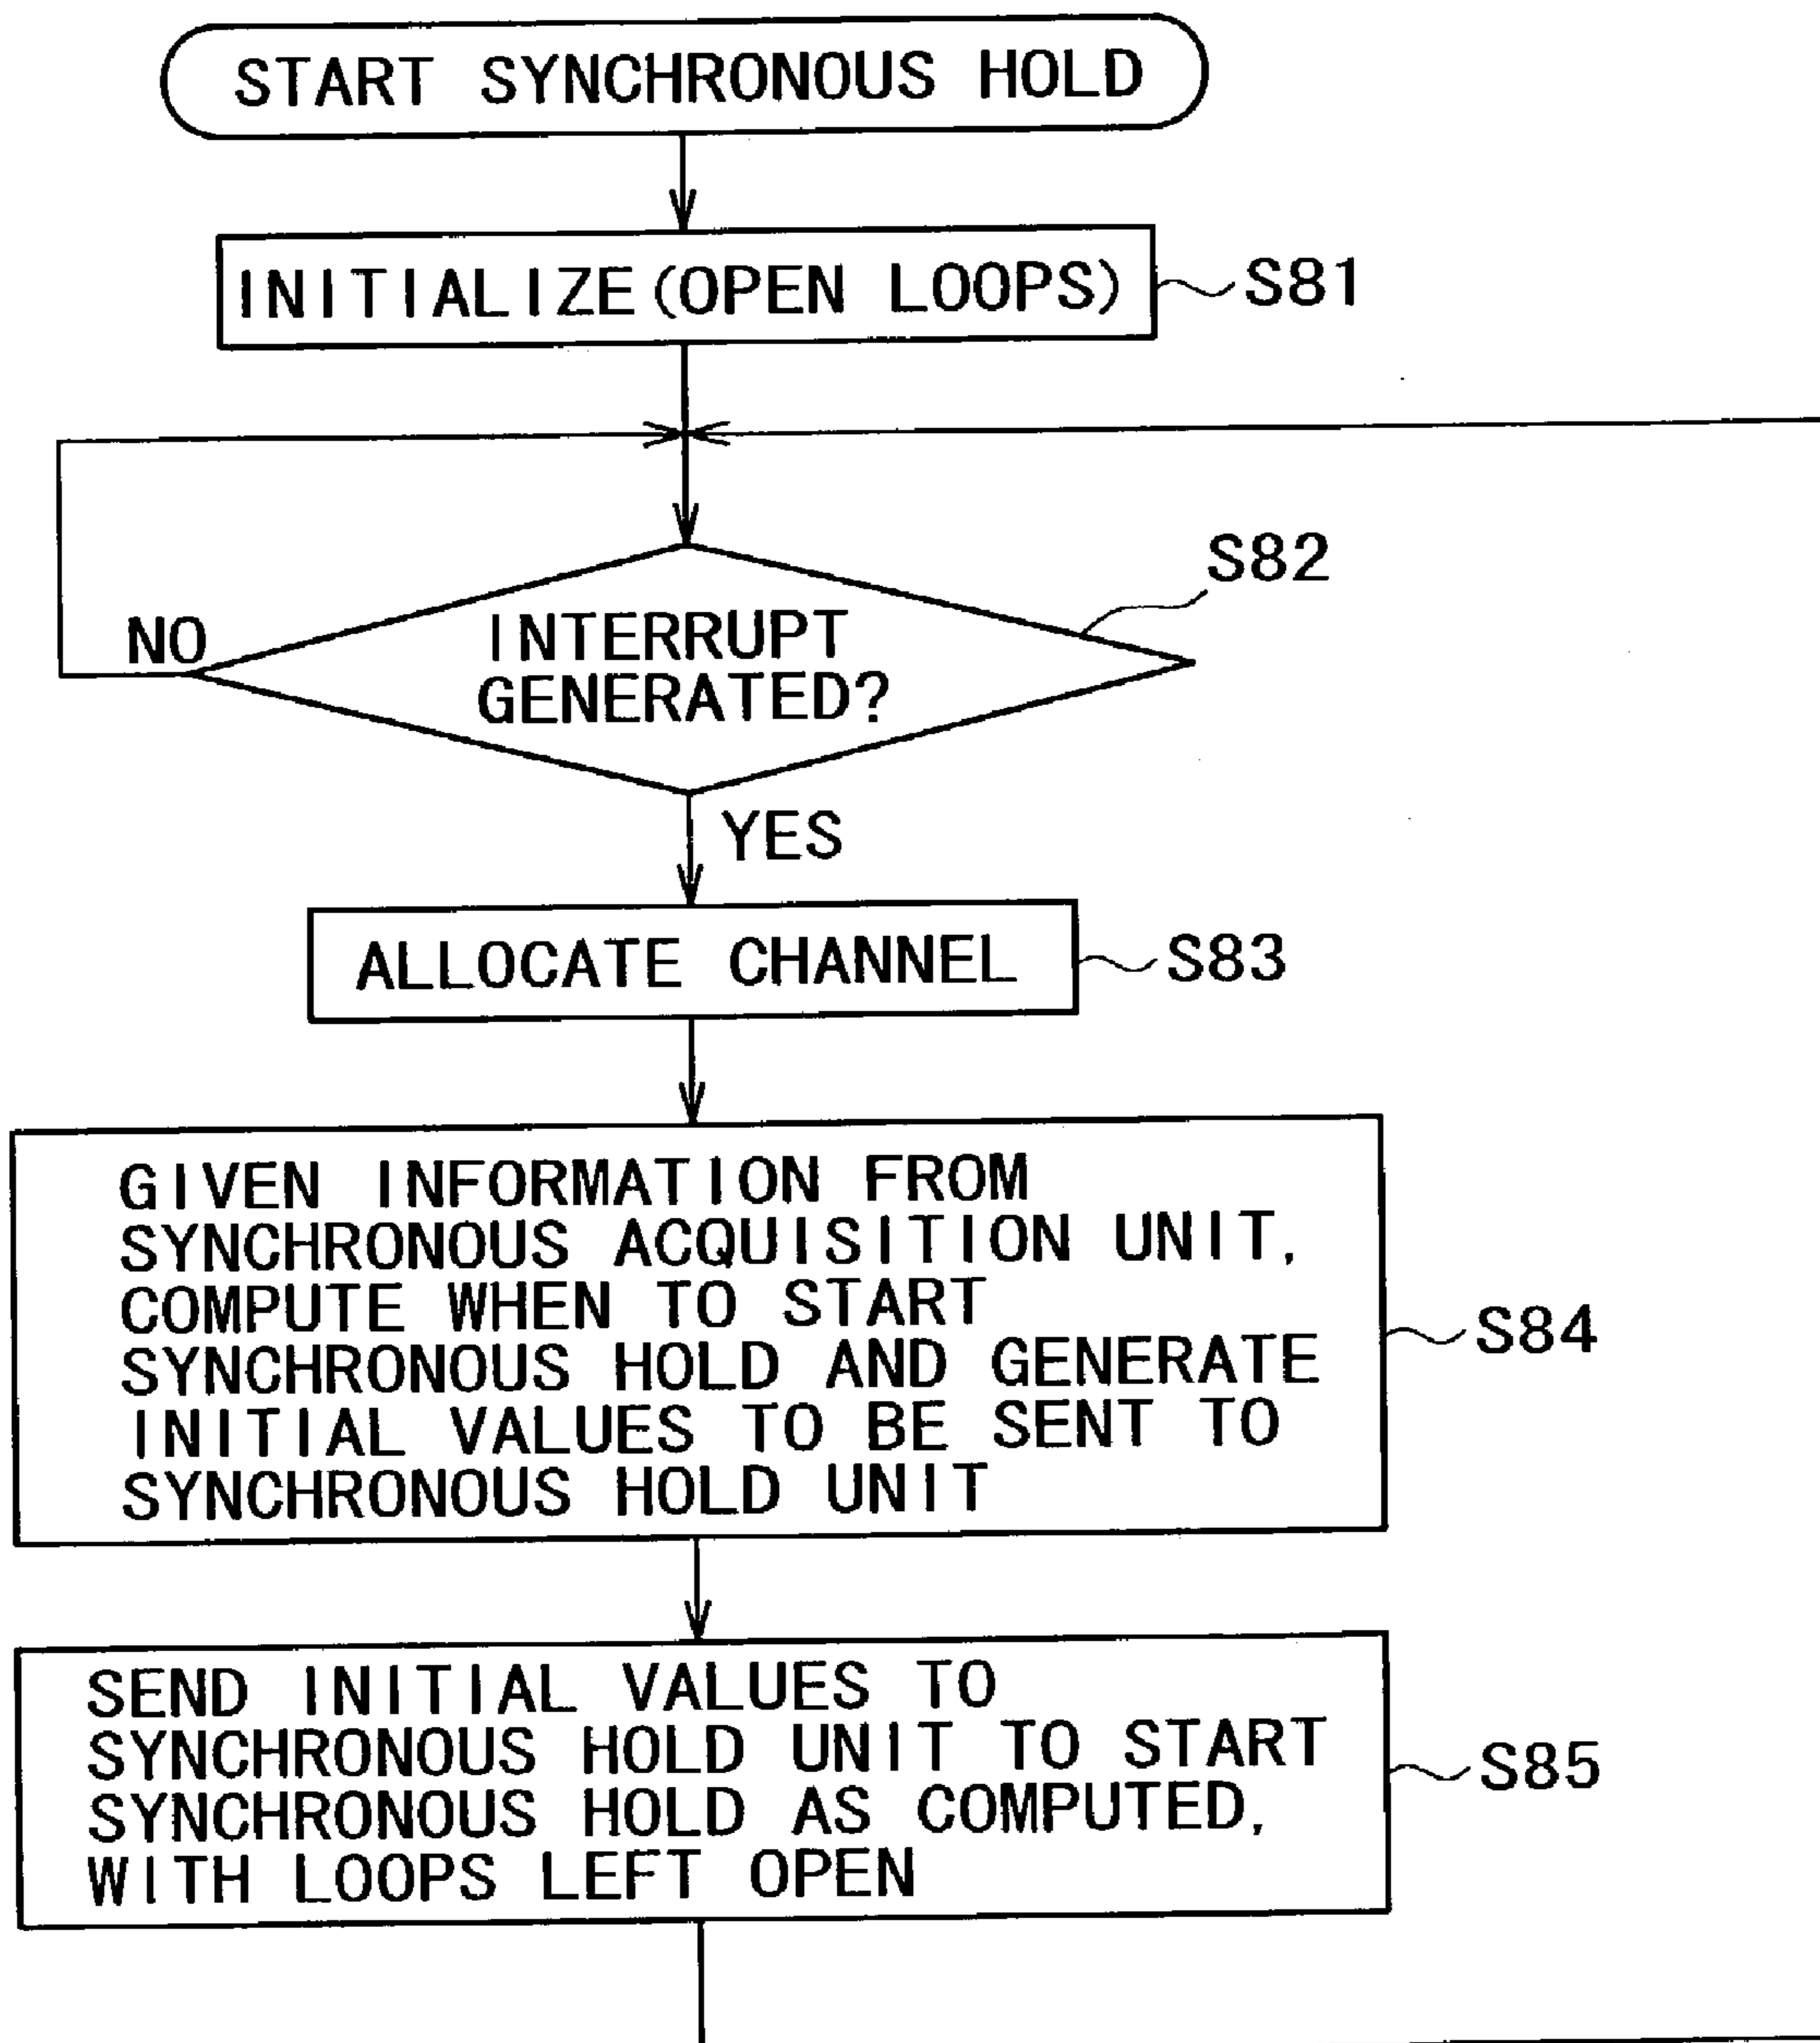 START SYNCHRONOUS HOLD
INITIALIZE(OPEN LOOPS)
S81
S82
NO
INTERRUPT
GENERATED?
YES
ALLOCATE CHANNEL
S83
GIVEN INFORMATION FROM
SYNCHRONOUS ACQUISITION UNIT,
COMPUTE WHEN TO START
SYNCHRONOUS HOLD AND GENERATE
INITIAL VALUES TO BE SENT TO
SYNCHRONOUS HOLD UNIT
S84
SEND INITIAL VALUES TO
SYNCHRONOUS HOLD UNIT TO START
SYNCHRONOUS HOLD AS COMPUTED,
WITH LOOPS LEFT OPEN
S85